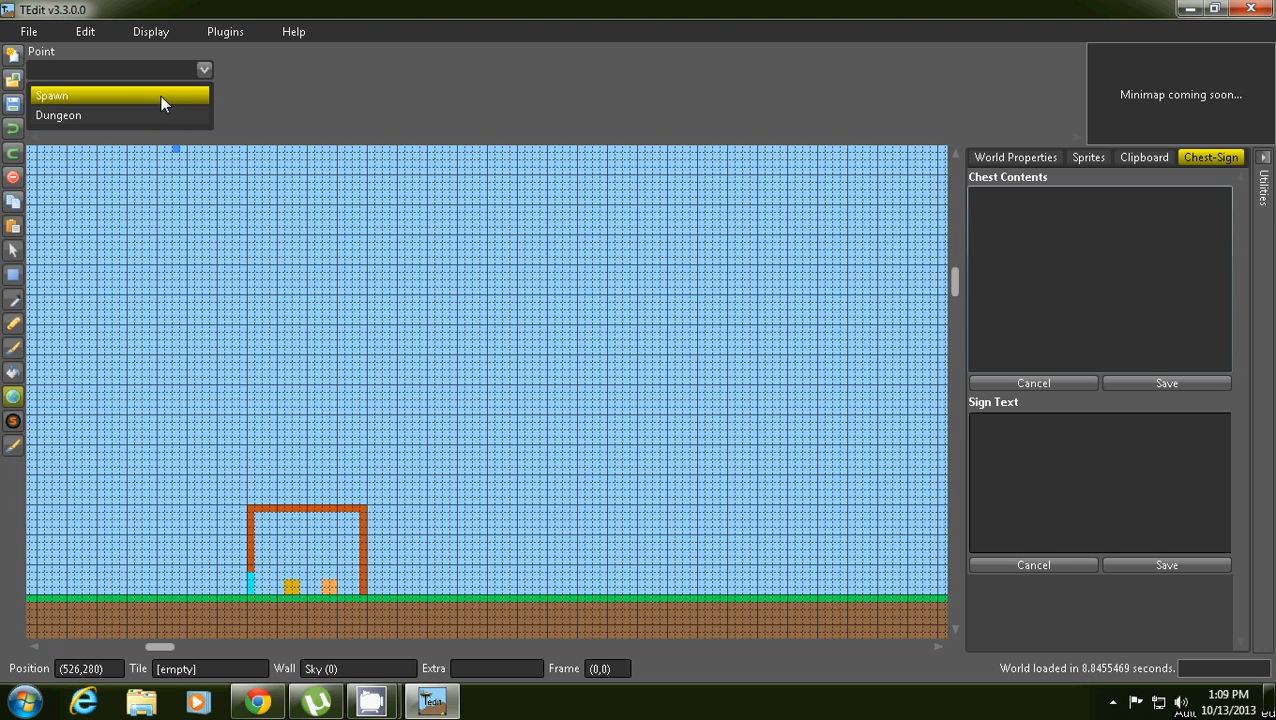 TEdit v3.3.0.0
File Edit Display Plugins Help
Point
Spawn
Dungeon
Minimap coming soon...
World Properties Sprites Clipboard Chest-Sign
Utilities
Chest Contents
Cancel Save
Sign Text
Cancel Save
Position (526,280) Tile [empty] Wall Sky (0) Extra Frame (0,0) World loaded in 8.8455469 seconds.
TEdit
1:09 PM
10/13/2013